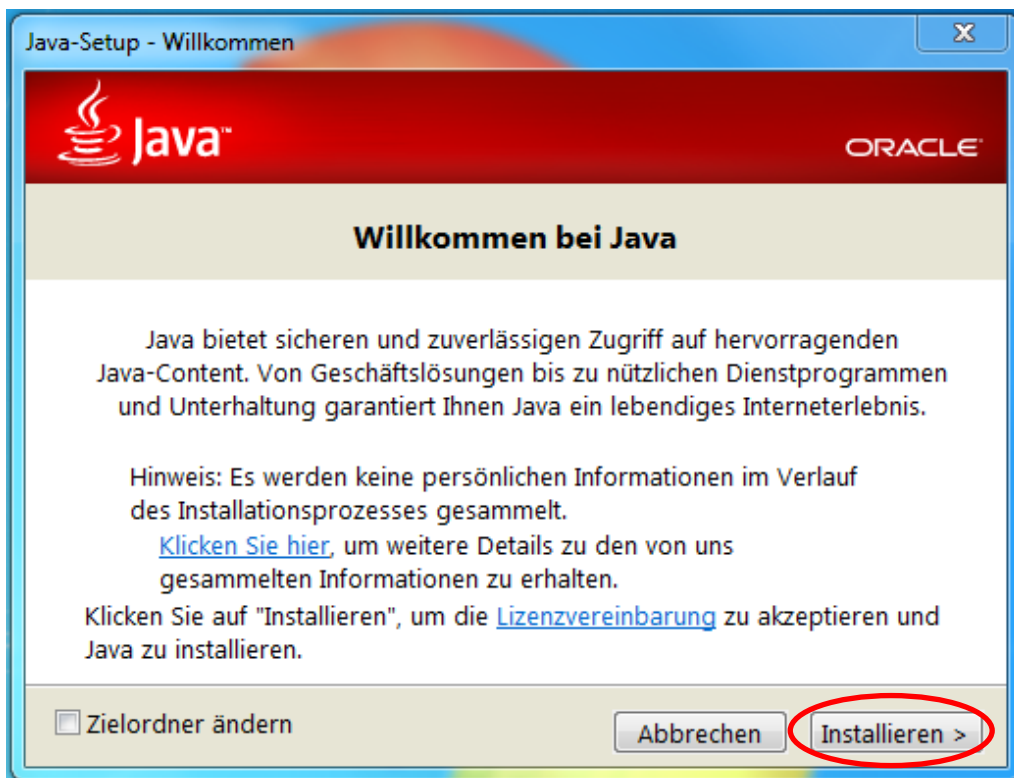 Java-Setup - Willkommen
Java™
ORACLE
Willkommen bei Java
Java bietet sicheren und zuverlässigen Zugriff auf hervorragenden
Java-Content. Von Geschäftslösungen bis zu nützlichen Dienstprogrammen
und Unterhaltung garantiert Ihnen Java ein lebendiges Interneterlebnis.
Hinweis: Es werden keine persönlichen Informationen im Verlauf
des Installationsprozesses gesammelt.
Klicken Sie hier, um weitere Details zu den von uns
gesammelten Informationen zu erhalten.
Klicken Sie auf "Installieren", um die Lizenzvereinbarung zu akzeptieren und
Java zu installieren.
Zielordner ändern
Abbrechen
Installieren >